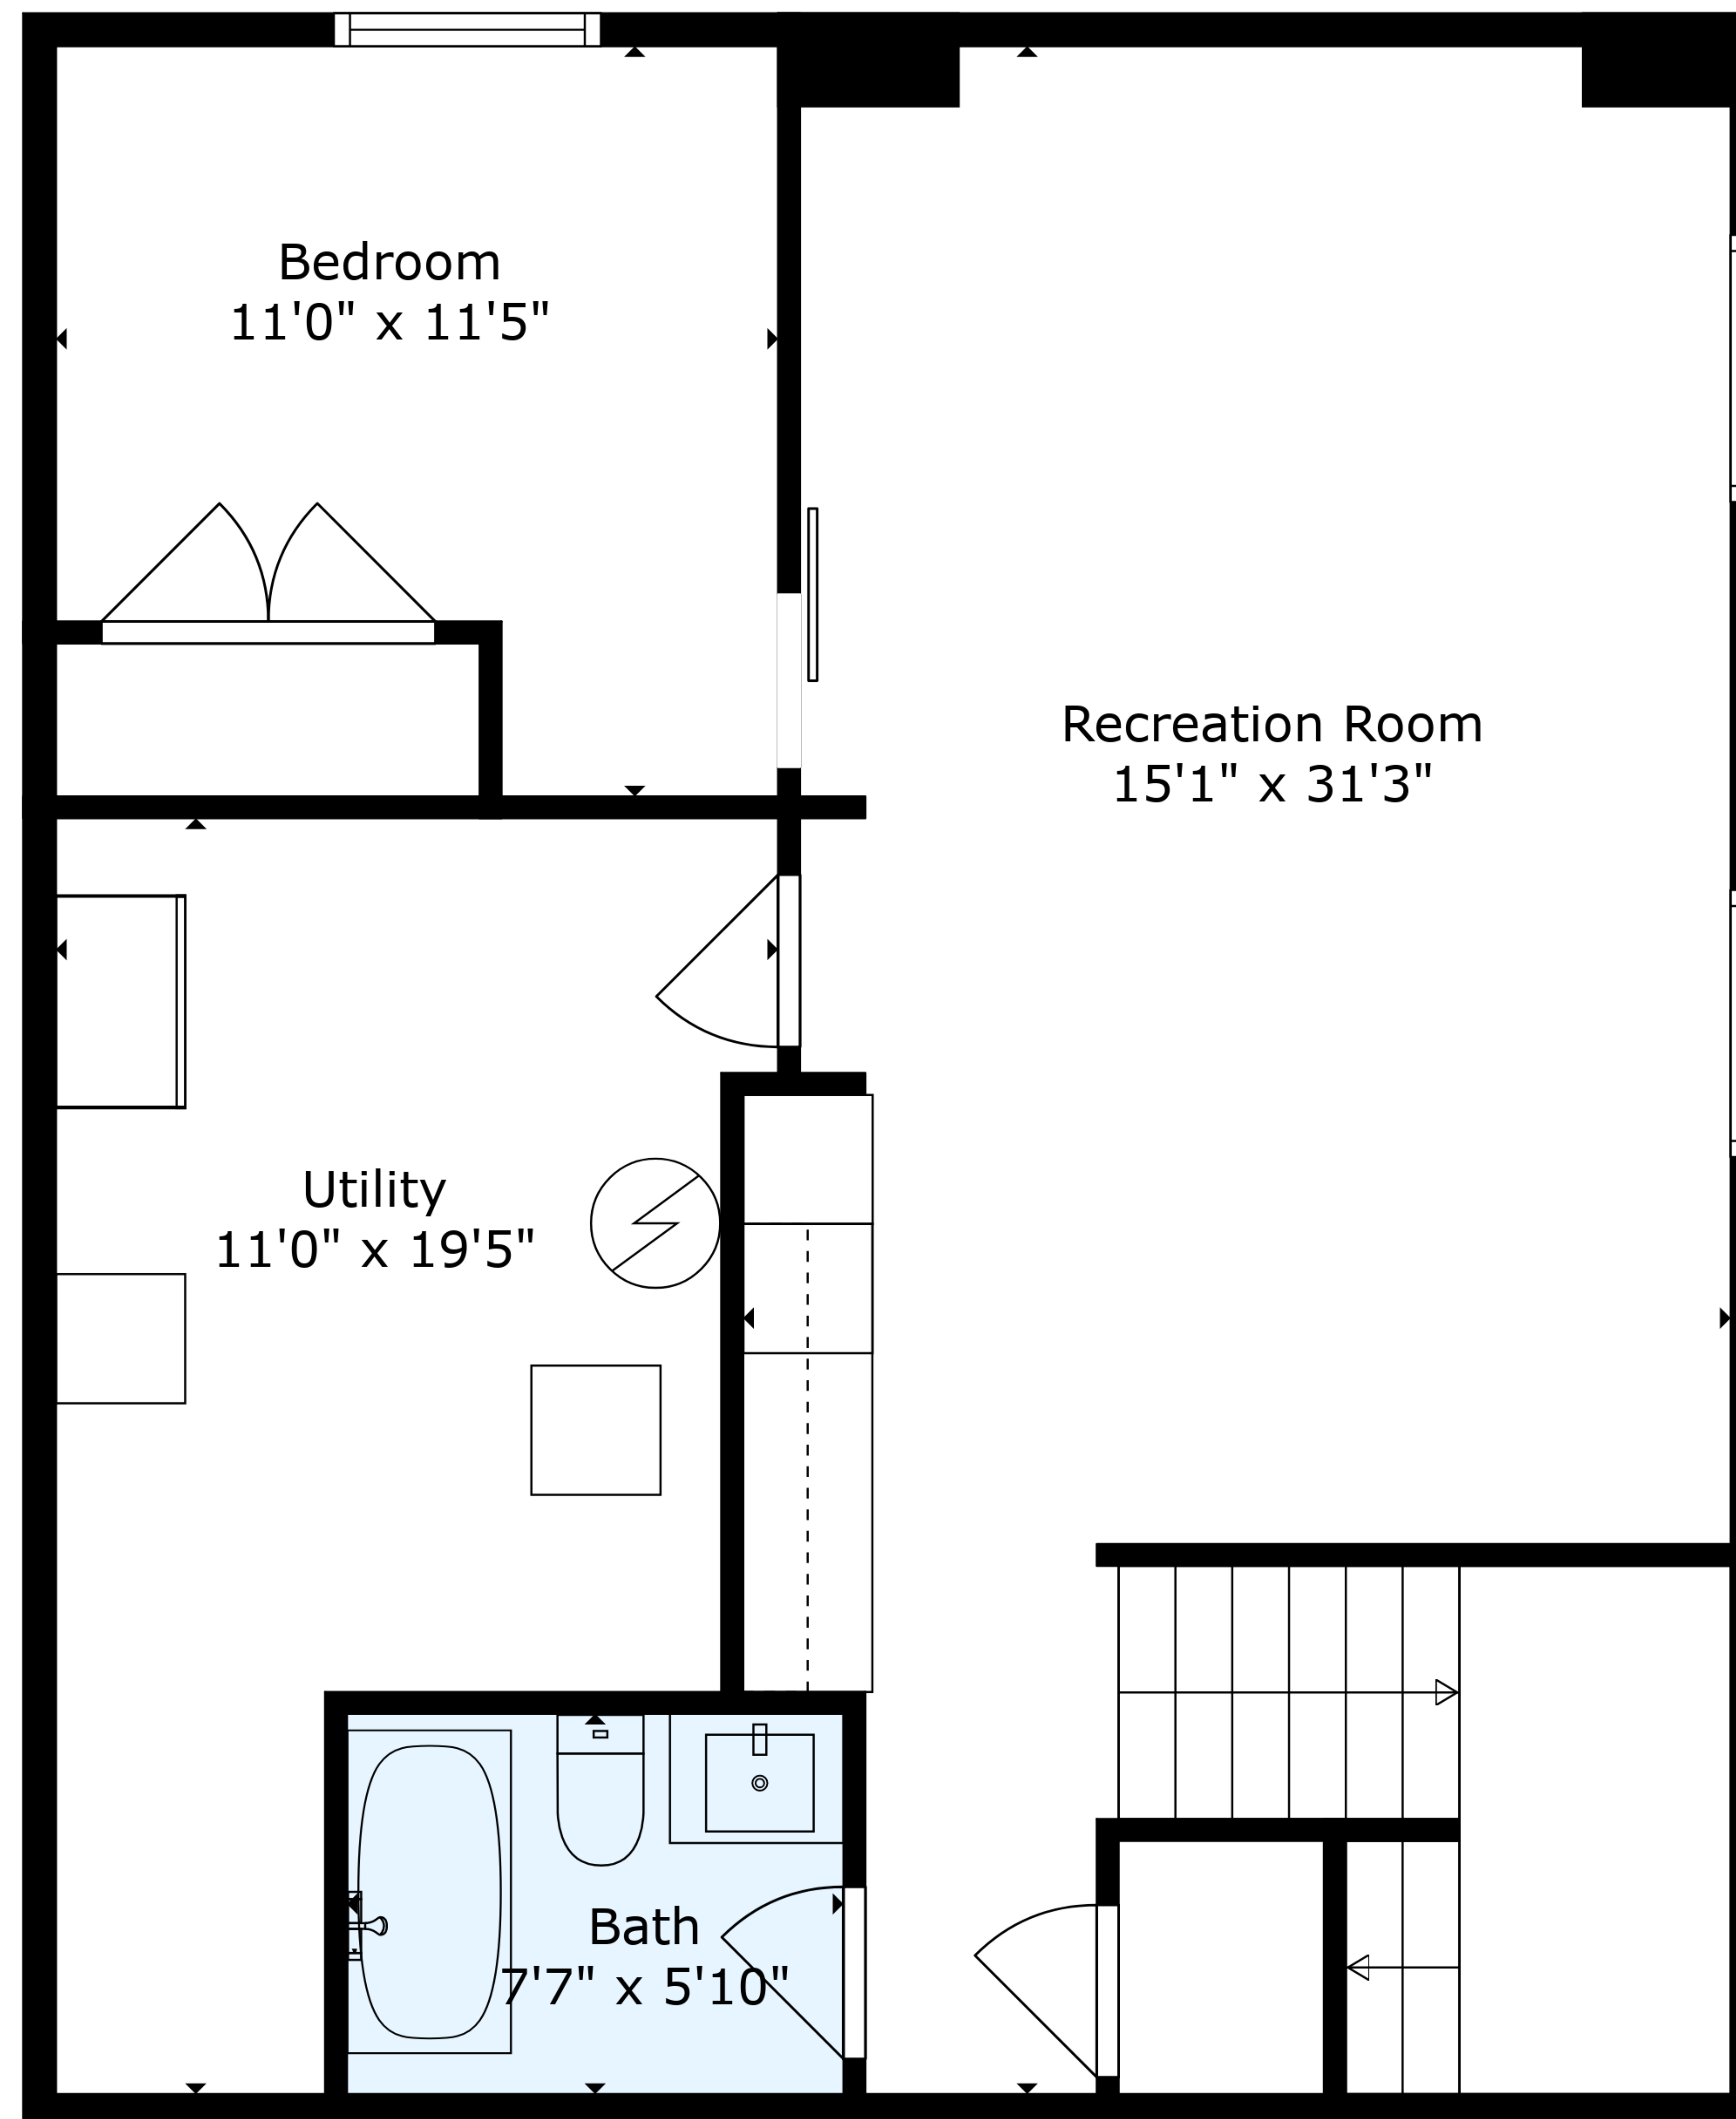 Bedroom
11'0" x 11'5"
Recreation Room
15'1" x 31'3"
Utility
11'0" x 19'5"
Bath
7'7" x 5'10"